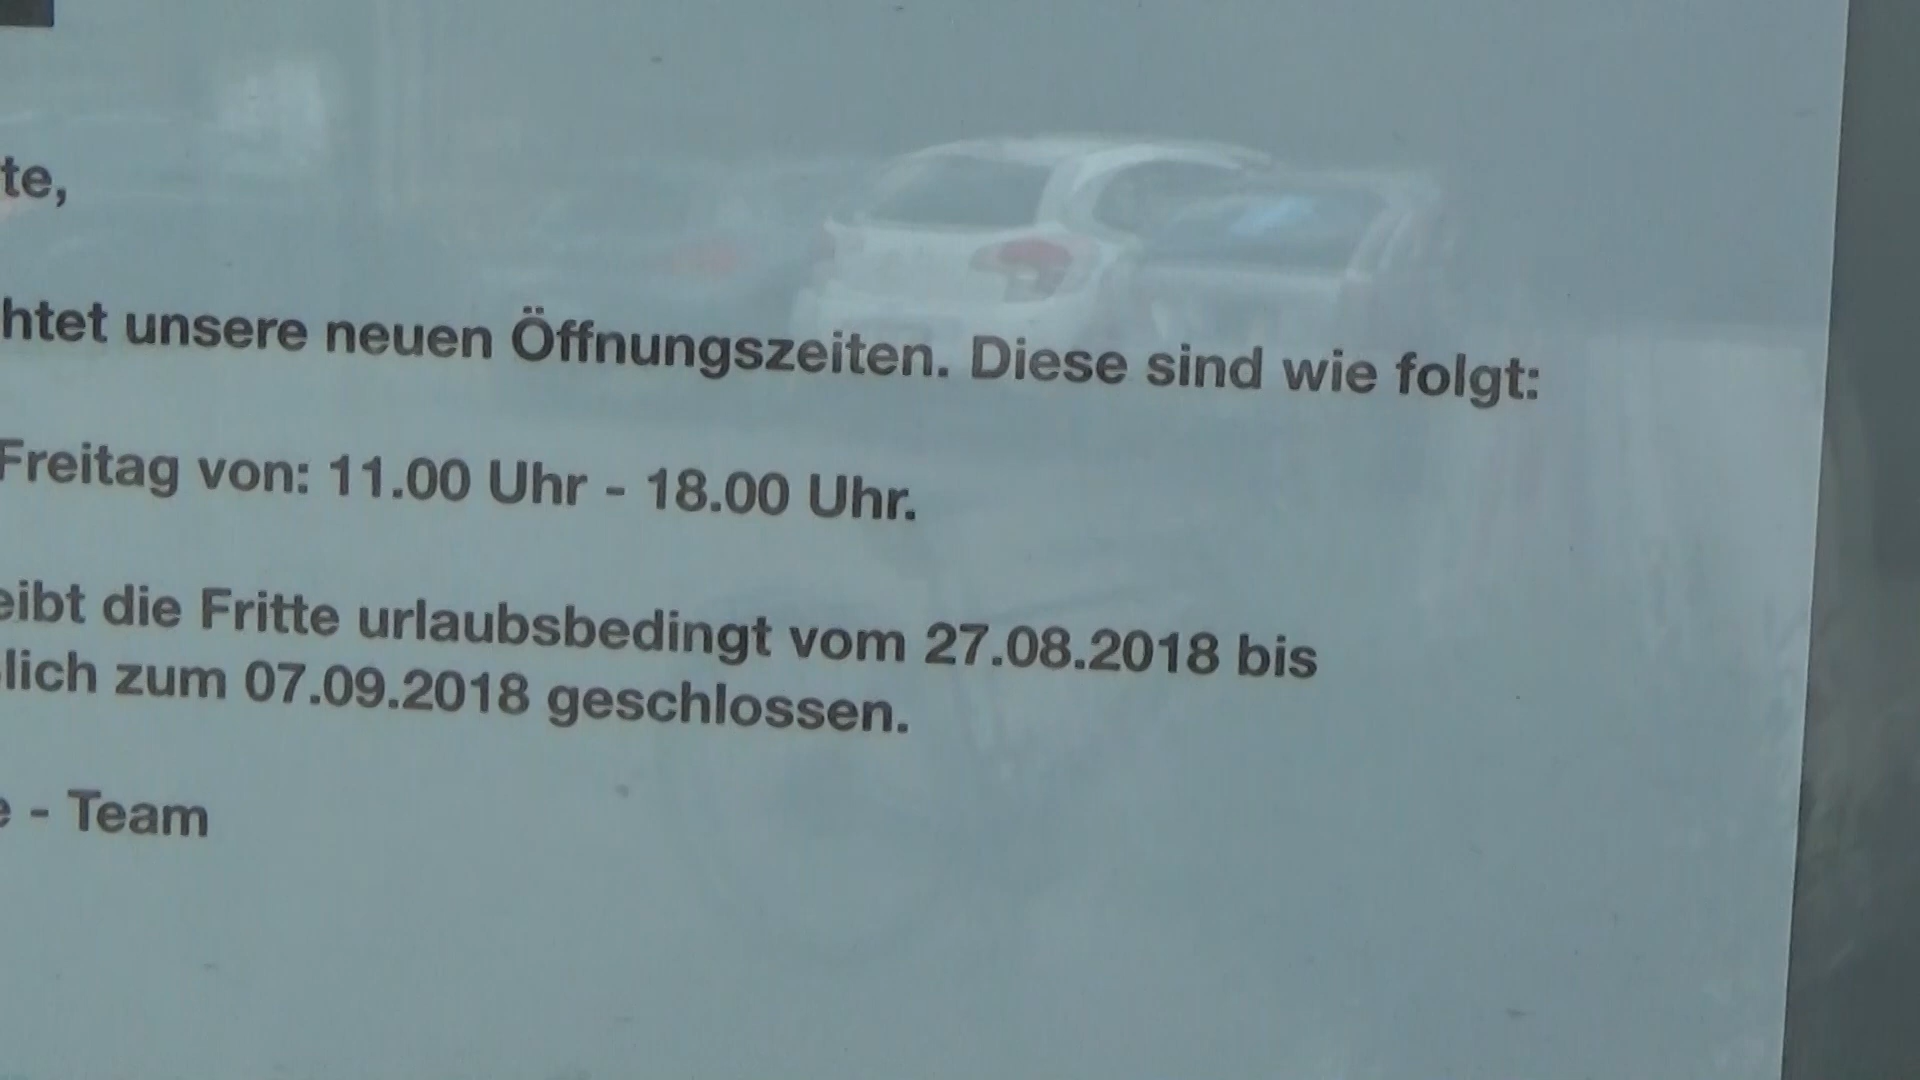 te,
htet unsere neuen Öffnungszeiten. Diese sind wie folgt:
Freitag von: 11.00 Uhr - 18.00 Uhr.
eibt die Fritte urlaubsbedingt vom 27.08.2018 bis
lich zum 07.09.2018 geschlossen.
e - Team